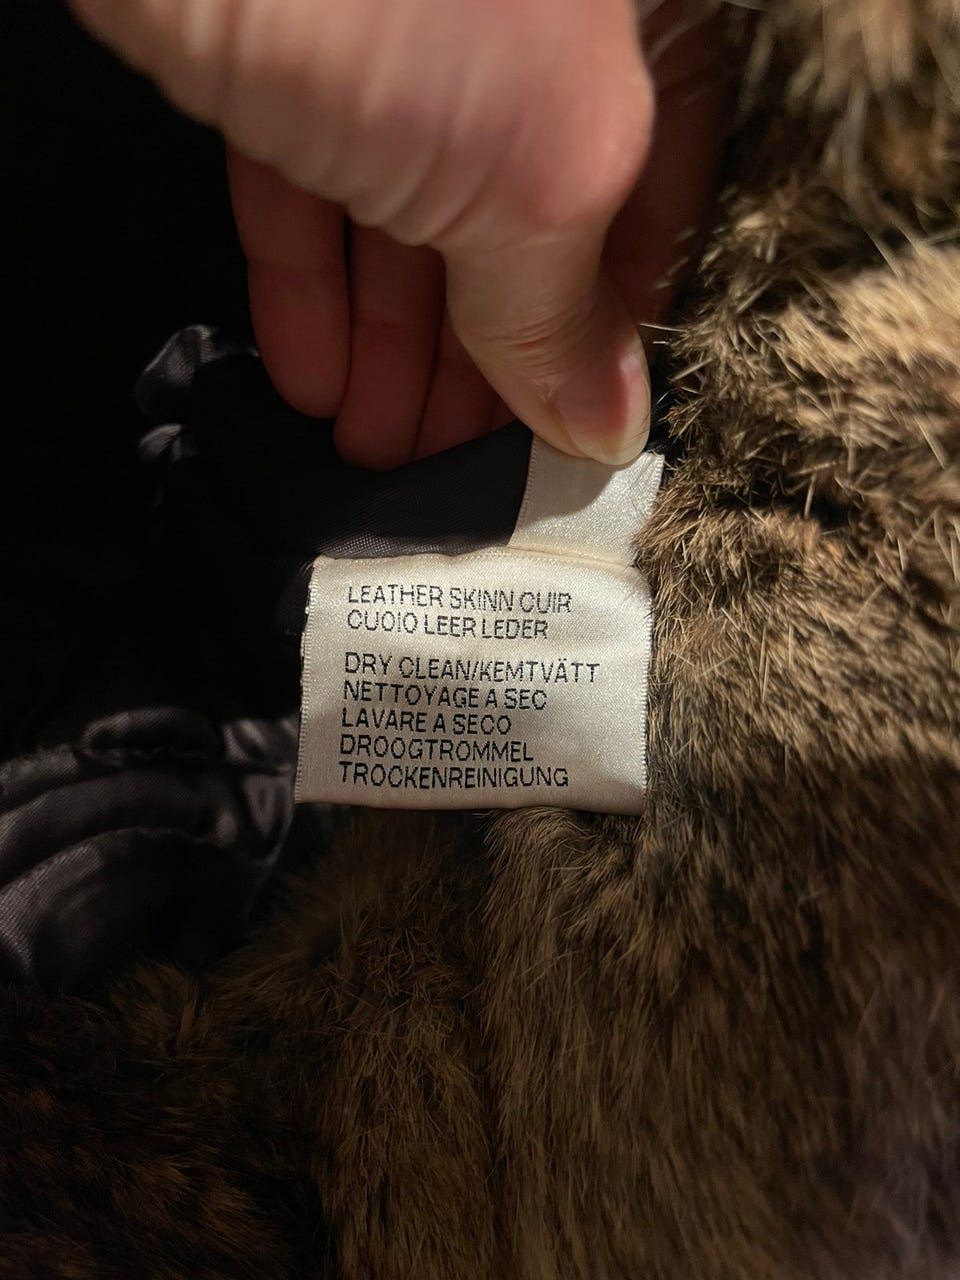 LEATHER SKINN CUIR
CUOIO LEER LEDER
DRY CLEAN/KEMTVÄTT
NETTOYAGE A SEC
LAVARE A SECO
DROOGTROMMEL
TROCKENREINIGUNG